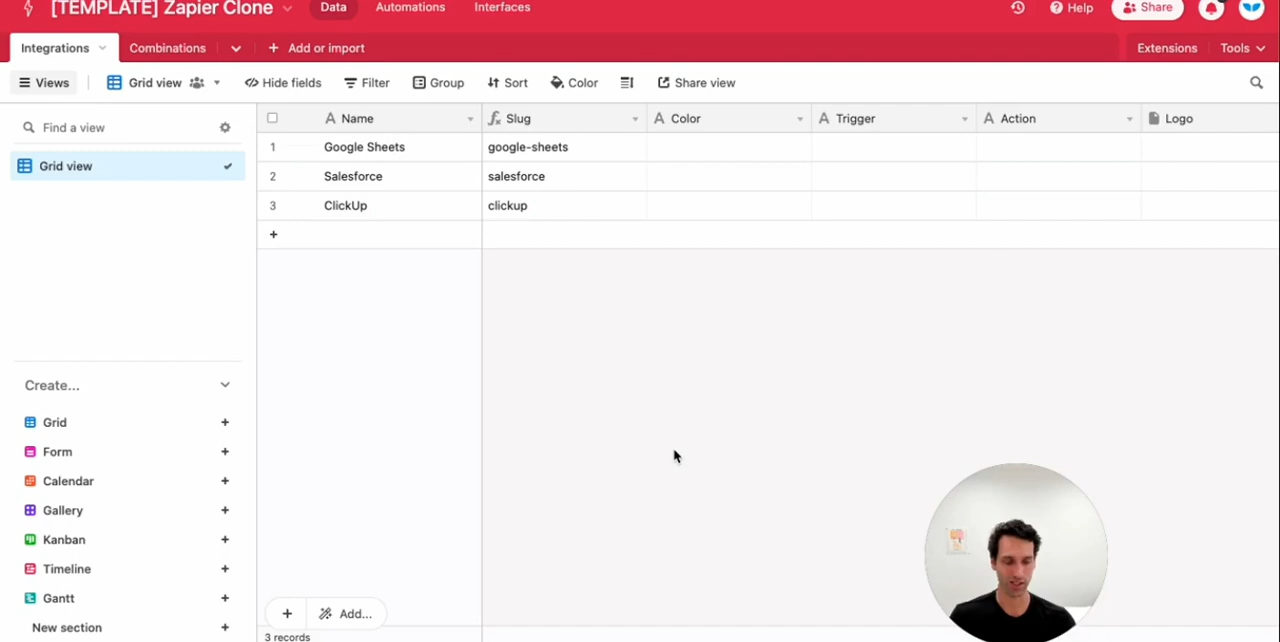 [TEMPLATE] Zapier Clone
Data
Automations
Interfaces
Help
Share
Integrations
Combinations
Add or import
Extensions
Tools
Views
Grid view
Hide fields
Filter
Group
Sort
Color
Share view
Find a view
Grid view
Name
Slug
Color
Trigger
Action
Logo
1 Google Sheets google-sheets
2 Salesforce salesforce
3 ClickUp clickup
Create...
Grid
Form
Calendar
Gallery
Kanban
Timeline
Gantt
New section
Add...
3 records